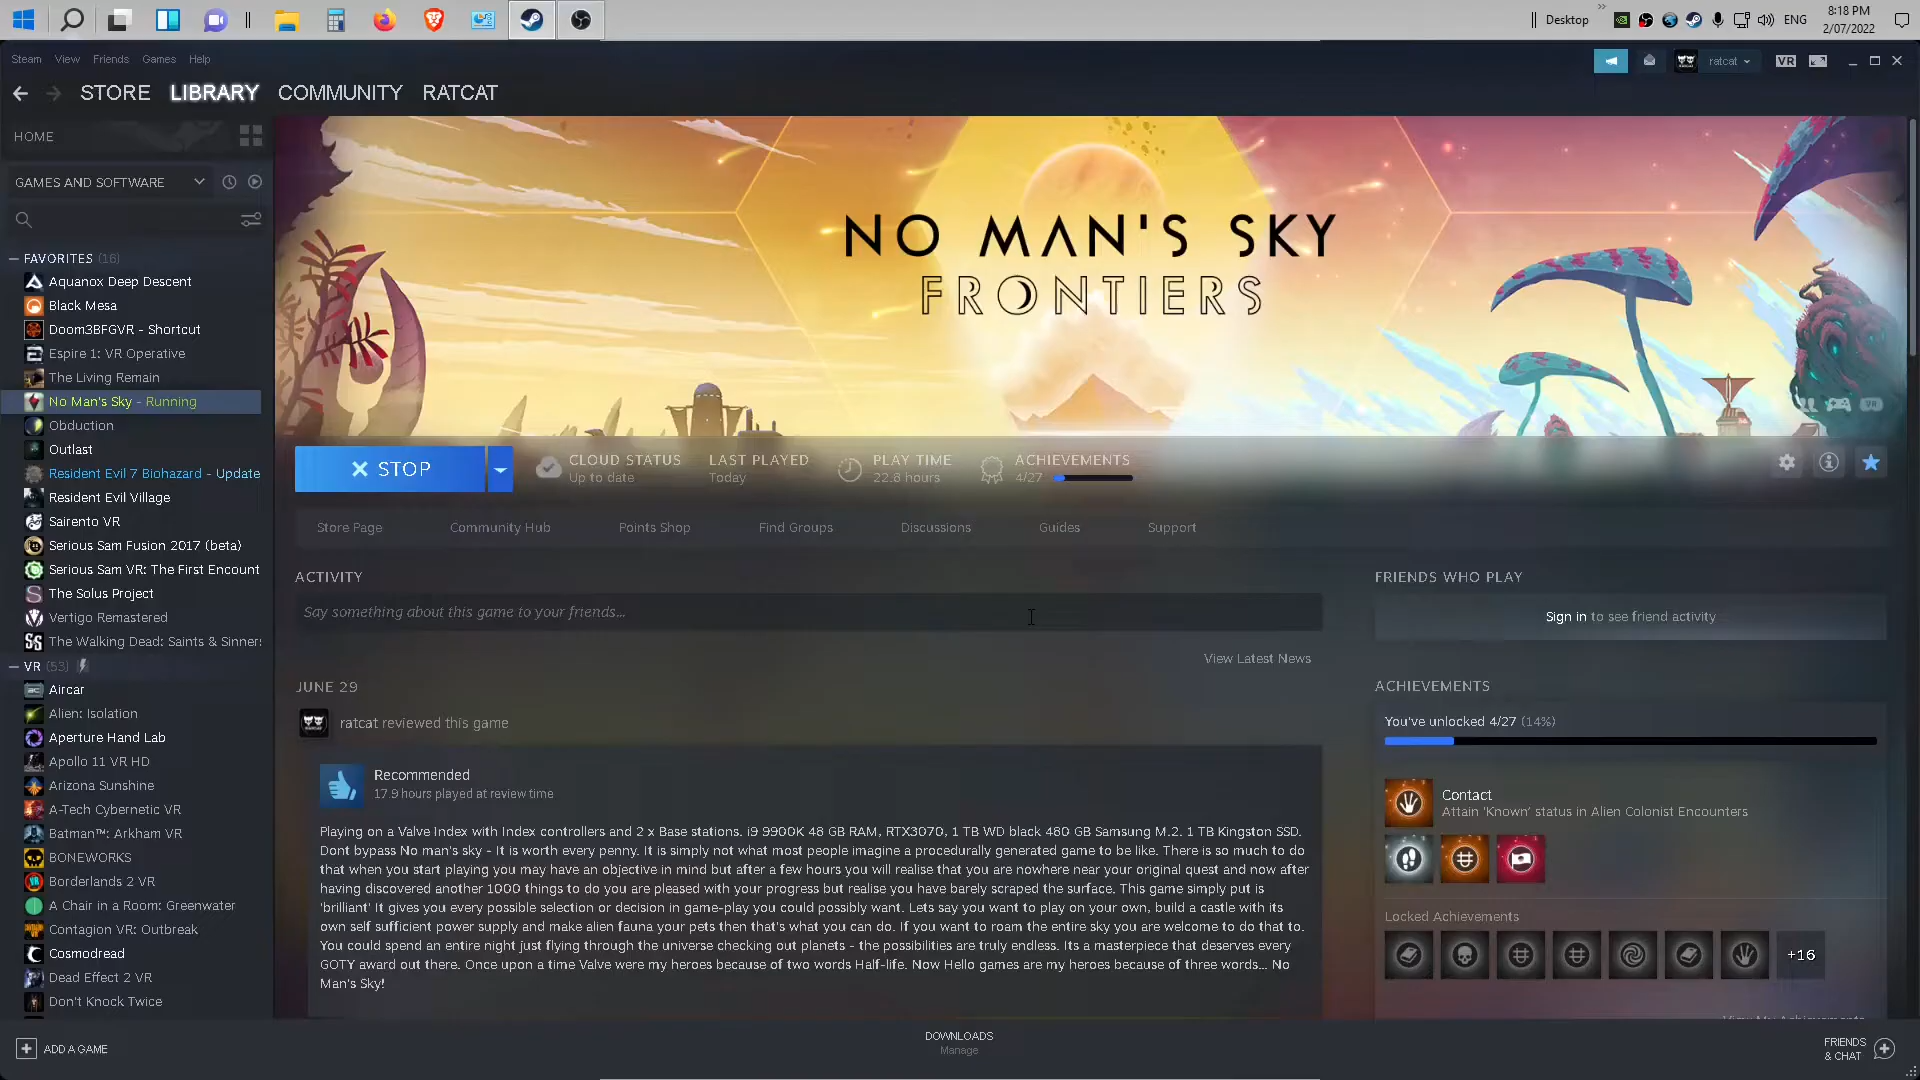 Desktop
ENG
8:18 PM
2/07/2022
Steam View Friends Games Help
ratcat
VR
STORE LIBRARY COMMUNITY RATCAT
HOME
GAMES AND SOFTWARE
FAVORITES (16)
Aquanox Deep Descent
Black Mesa
Doom3BFGVR - Shortcut
Espire 1: VR Operative
The Living Remain
No Man's Sky - Running
Obduction
Outlast
Resident Evil 7 Biohazard - Update
Resident Evil Village
Sairento VR
Serious Sam Fusion 2017 (beta)
Serious Sam VR: The First Encount
The Solus Project
Vertigo Remastered
The Walking Dead: Saints & Sinners
VR (53)
Aircar
Alien: Isolation
Aperture Hand Lab
Apollo 11 VR HD
Arizona Sunshine
A-Tech Cybernetic VR
Batman™: Arkham VR
BONEWORKS
Borderlands 2 VR
A Chair in a Room: Greenwater
Contagion VR: Outbreak
Cosmodread
Dead Effect 2 VR
Don't Knock Twice
ADD A GAME
NO MAN'S SKY
FRONTIERS
STOP
CLOUD STATUS
Up to date
LAST PLAYED
Today
PLAY TIME
22.8 hours
ACHIEVEMENTS
4/27
Store Page Community Hub Points Shop Find Groups Discussions Guides Support
ACTIVITY
Say something about this game to your friends...
View Latest News
JUNE 29
ratcat reviewed this game
Recommended
17.9 hours played at review time
Playing on a Valve Index with Index controllers and 2 x Base stations. i9 9900K 48 GB RAM, RTX3070, 1 TB WD black 480 GB Samsung M.2. 1 TB Kingston SSD.
Dont bypass No man's sky - It is worth every penny. It is simply not what most people imagine a procedurally generated game to be like. There is so much to do
that when you start playing you may have an objective in mind but after a few hours you will realise that you are nowhere near your original quest and now after
having discovered another 1000 things to do you are pleased with your progress but realise you have barely scraped the surface. This game simply put is
'brilliant' It gives you every possible selection or decision in game-play you could possibly want. Lets say you want to play on your own, build a castle with its
own self sufficient power supply and make alien fauna your pets then that's what you can do. If you want to roam the entire sky you are welcome to do that to.
You could spend an entire night just flying through the universe checking out planets - the possibilities are truly endless. Its a masterpiece that deserves every
GOTY award out there. Once upon a time Valve were my heroes because of two words Half-life. Now Hello games are my heroes because of three words... No
Man's Sky!
FRIENDS WHO PLAY
Sign in to see friend activity
ACHIEVEMENTS
You've unlocked 4/27 (14%)
Contact
Attain 'Known' status in Alien Colonist Encounters
Locked Achievements
+16
View My Achievements
DOWNLOADS
Manage
FRIENDS
& CHAT